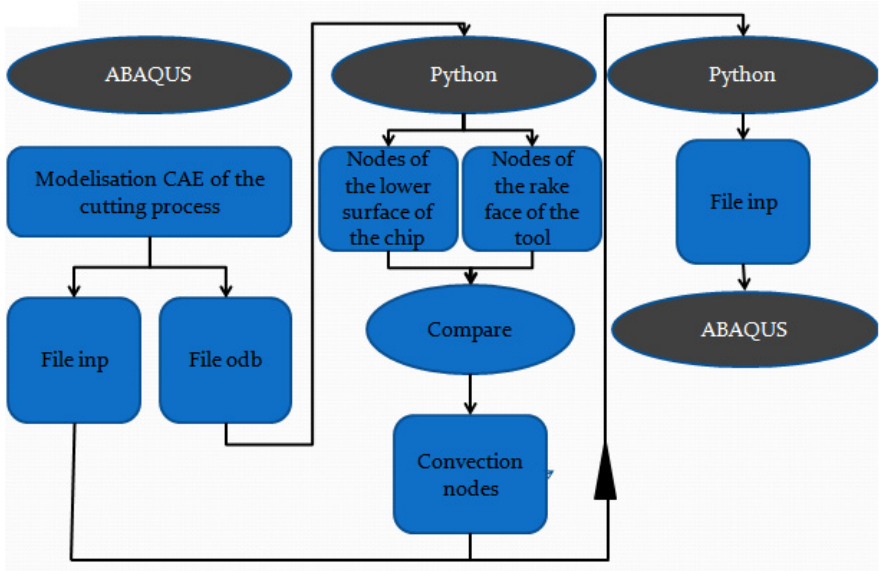 ABAQUS
Modelisation CAE of the
cutting process
File inp
File odb
Python
Nodes of
the lower
surface of
the chip
Nodes of
the rake
face of the
tool
Compare
Convection
nodes
Python
File inp
ABAQUS